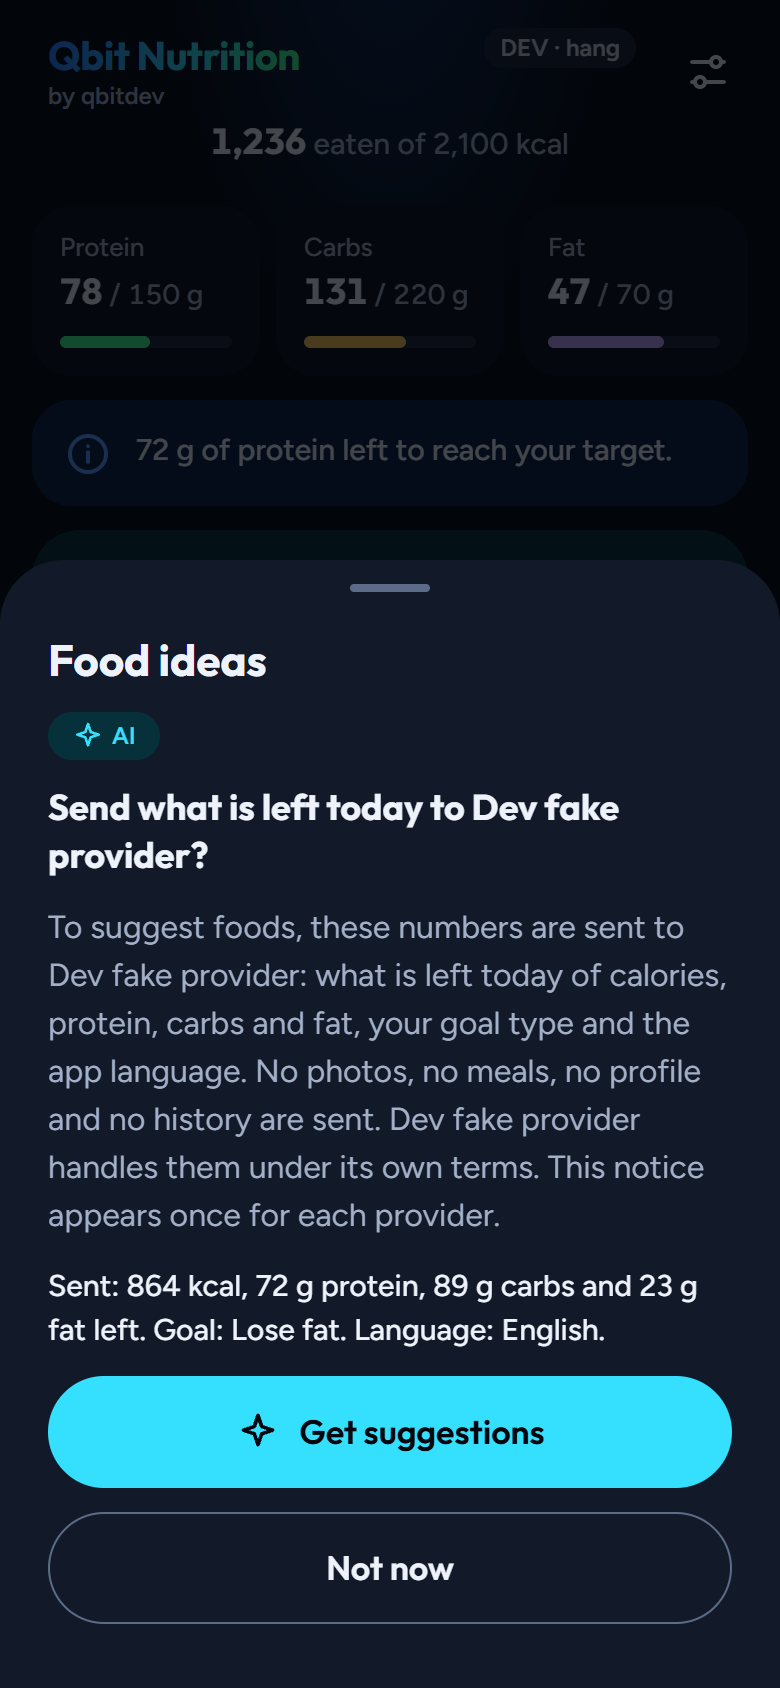 Qbit Nutrition
by qbitdev
DEV · hang
1,236 eaten of 2,100 kcal
Protein
78 / 150 g
Carbs
131 / 220 g
Fat
47 / 70 g
72 g of protein left to reach your target.
Food ideas
AI
Send what is left today to Dev fake
provider?
To suggest foods, these numbers are sent to
Dev fake provider: what is left today of calories,
protein, carbs and fat, your goal type and the
app language. No photos, no meals, no profile
and no history are sent. Dev fake provider
handles them under its own terms. This notice
appears once for each provider.
Sent: 864 kcal, 72 g protein, 89 g carbs and 23 g
fat left. Goal: Lose fat. Language: English.
Get suggestions
Not now